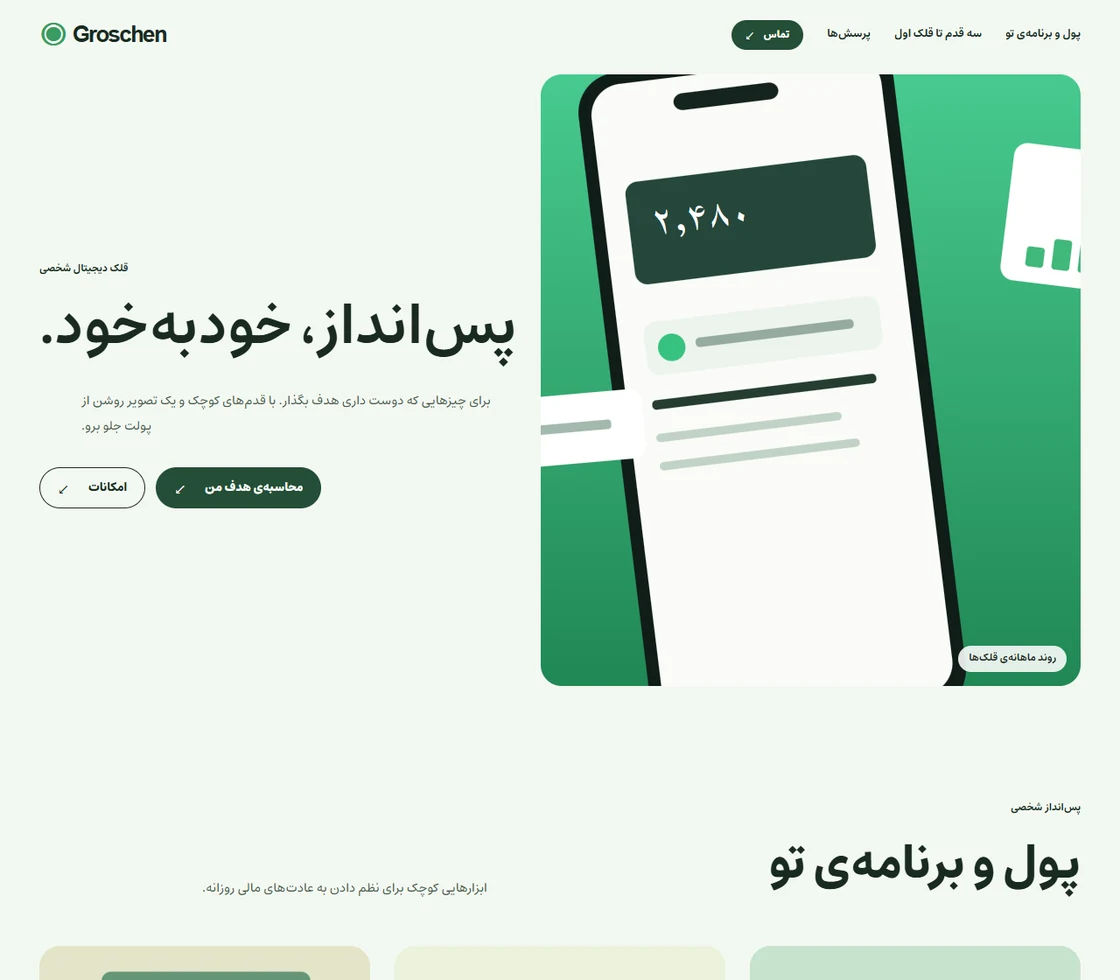 Groschen
پول و برنامه‌ی تو
سه قدم تا قلک اول
پرسش‌ها
تماس ↙
۲,۴۸۰
روند ماهانه‌ی قلک‌ها
قلک دیجیتال شخصی
پس‌انداز، خودبه‌خود.
برای چیزهایی که دوست داری هدف بگذار. با قدم‌های کوچک و یک تصویر روشن از
پولت جلو برو.
محاسبه‌ی هدف من ↙
امکانات ↙
پس‌انداز شخصی
پول و برنامه‌ی تو
ابزارهایی کوچک برای نظم دادن به عادت‌های مالی روزانه.